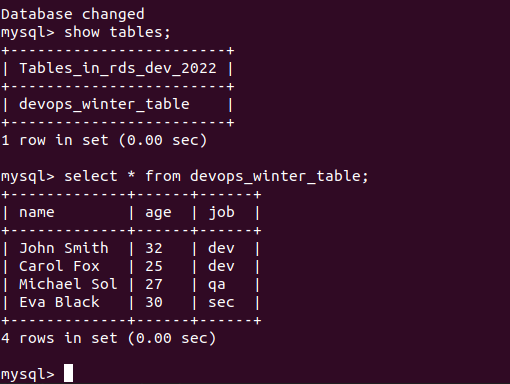 Database changed
mysql> show tables;
+------------------------+
| Tables_in_rds_dev_2022 |
+------------------------+
| devops_winter_table    |
+------------------------+
1 row in set (0.00 sec)

mysql> select * from devops_winter_table;
+-------------+------+------+
| name        | age  | job  |
+-------------+------+------+
| John Smith  | 32   | dev  |
| Carol Fox   | 25   | dev  |
| Michael Sol | 27   | qa   |
| Eva Black   | 30   | sec  |
+-------------+------+------+
4 rows in set (0.00 sec)

mysql>